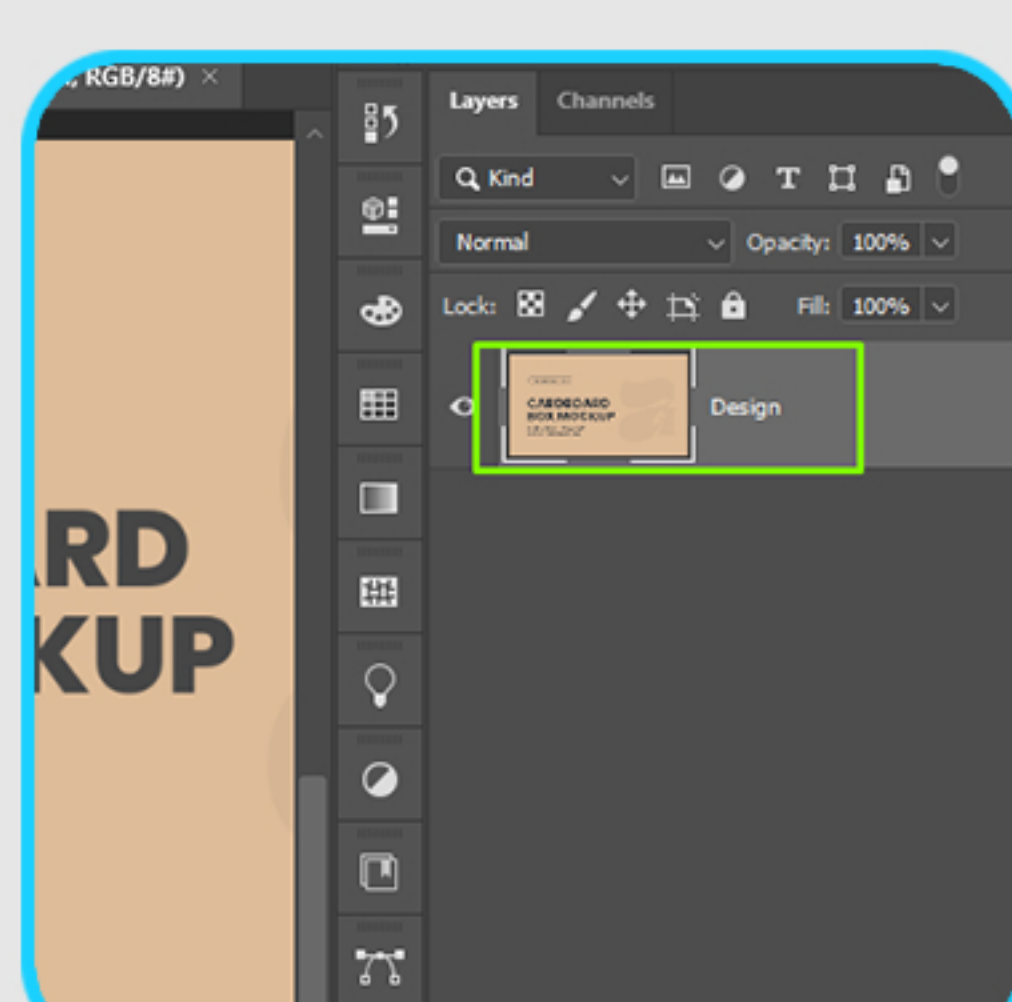 RGB/8#) ×
Layers
Channels
Kind
Normal
Opacity: 100%
Lock:
Fill: 100%
CARDBOARD
BOX MOCKUP
Design
ARD
KUP